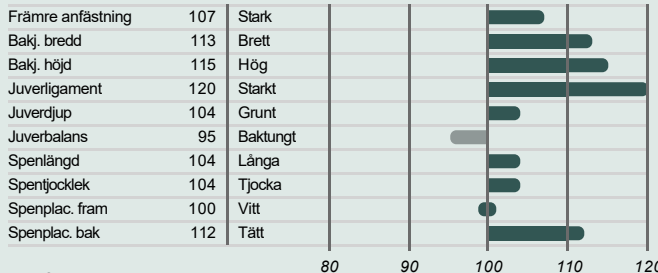 Främre anfästning 107 Stark
Bakj. bredd 113 Brett
Bakj. höjd 115 Hög
Juverligament 120 Starkt
Juverdjup 104 Grunt
Juverbalans 95 Baktungt
Spenlängd 104 Långa
Spentjocklek 104 Tjocka
Spenplac. fram 100 Vitt
Spenplac. bak 112 Tätt
80 90 100 110 120